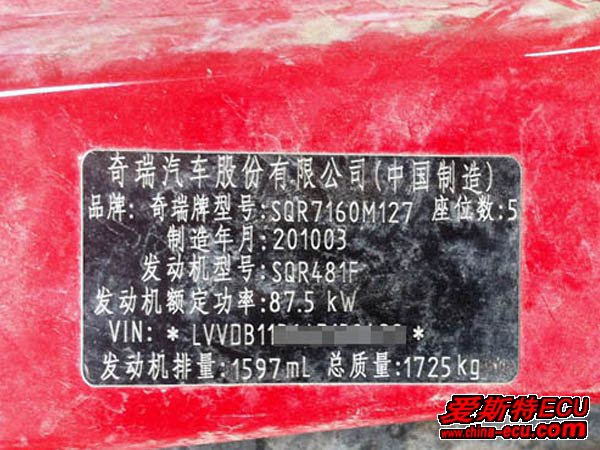 奇瑞汽车股份有限公司(中国制造)
品牌: 奇瑞牌型号:SQR7160M127 座位数:5
制造年月:201003
发动机型号:SQR481F
发动机额定功率:87.5 kW
VIN: * LVVDB11 *
发动机排量:1597mL 总质量:1725kg
爱斯特ECU
www.china-ecu.com